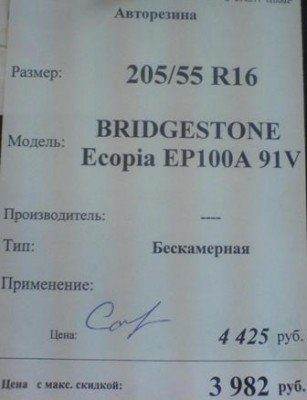 Авторезина
Размер: 205/55 R16
Модель: BRIDGESTONE
Ecopia EP100A 91V
Производитель: ----
Тип: Бескамерная
Применение:
Цена: 4 425 руб.
Цена с макс. скидкой: 3 982 руб.